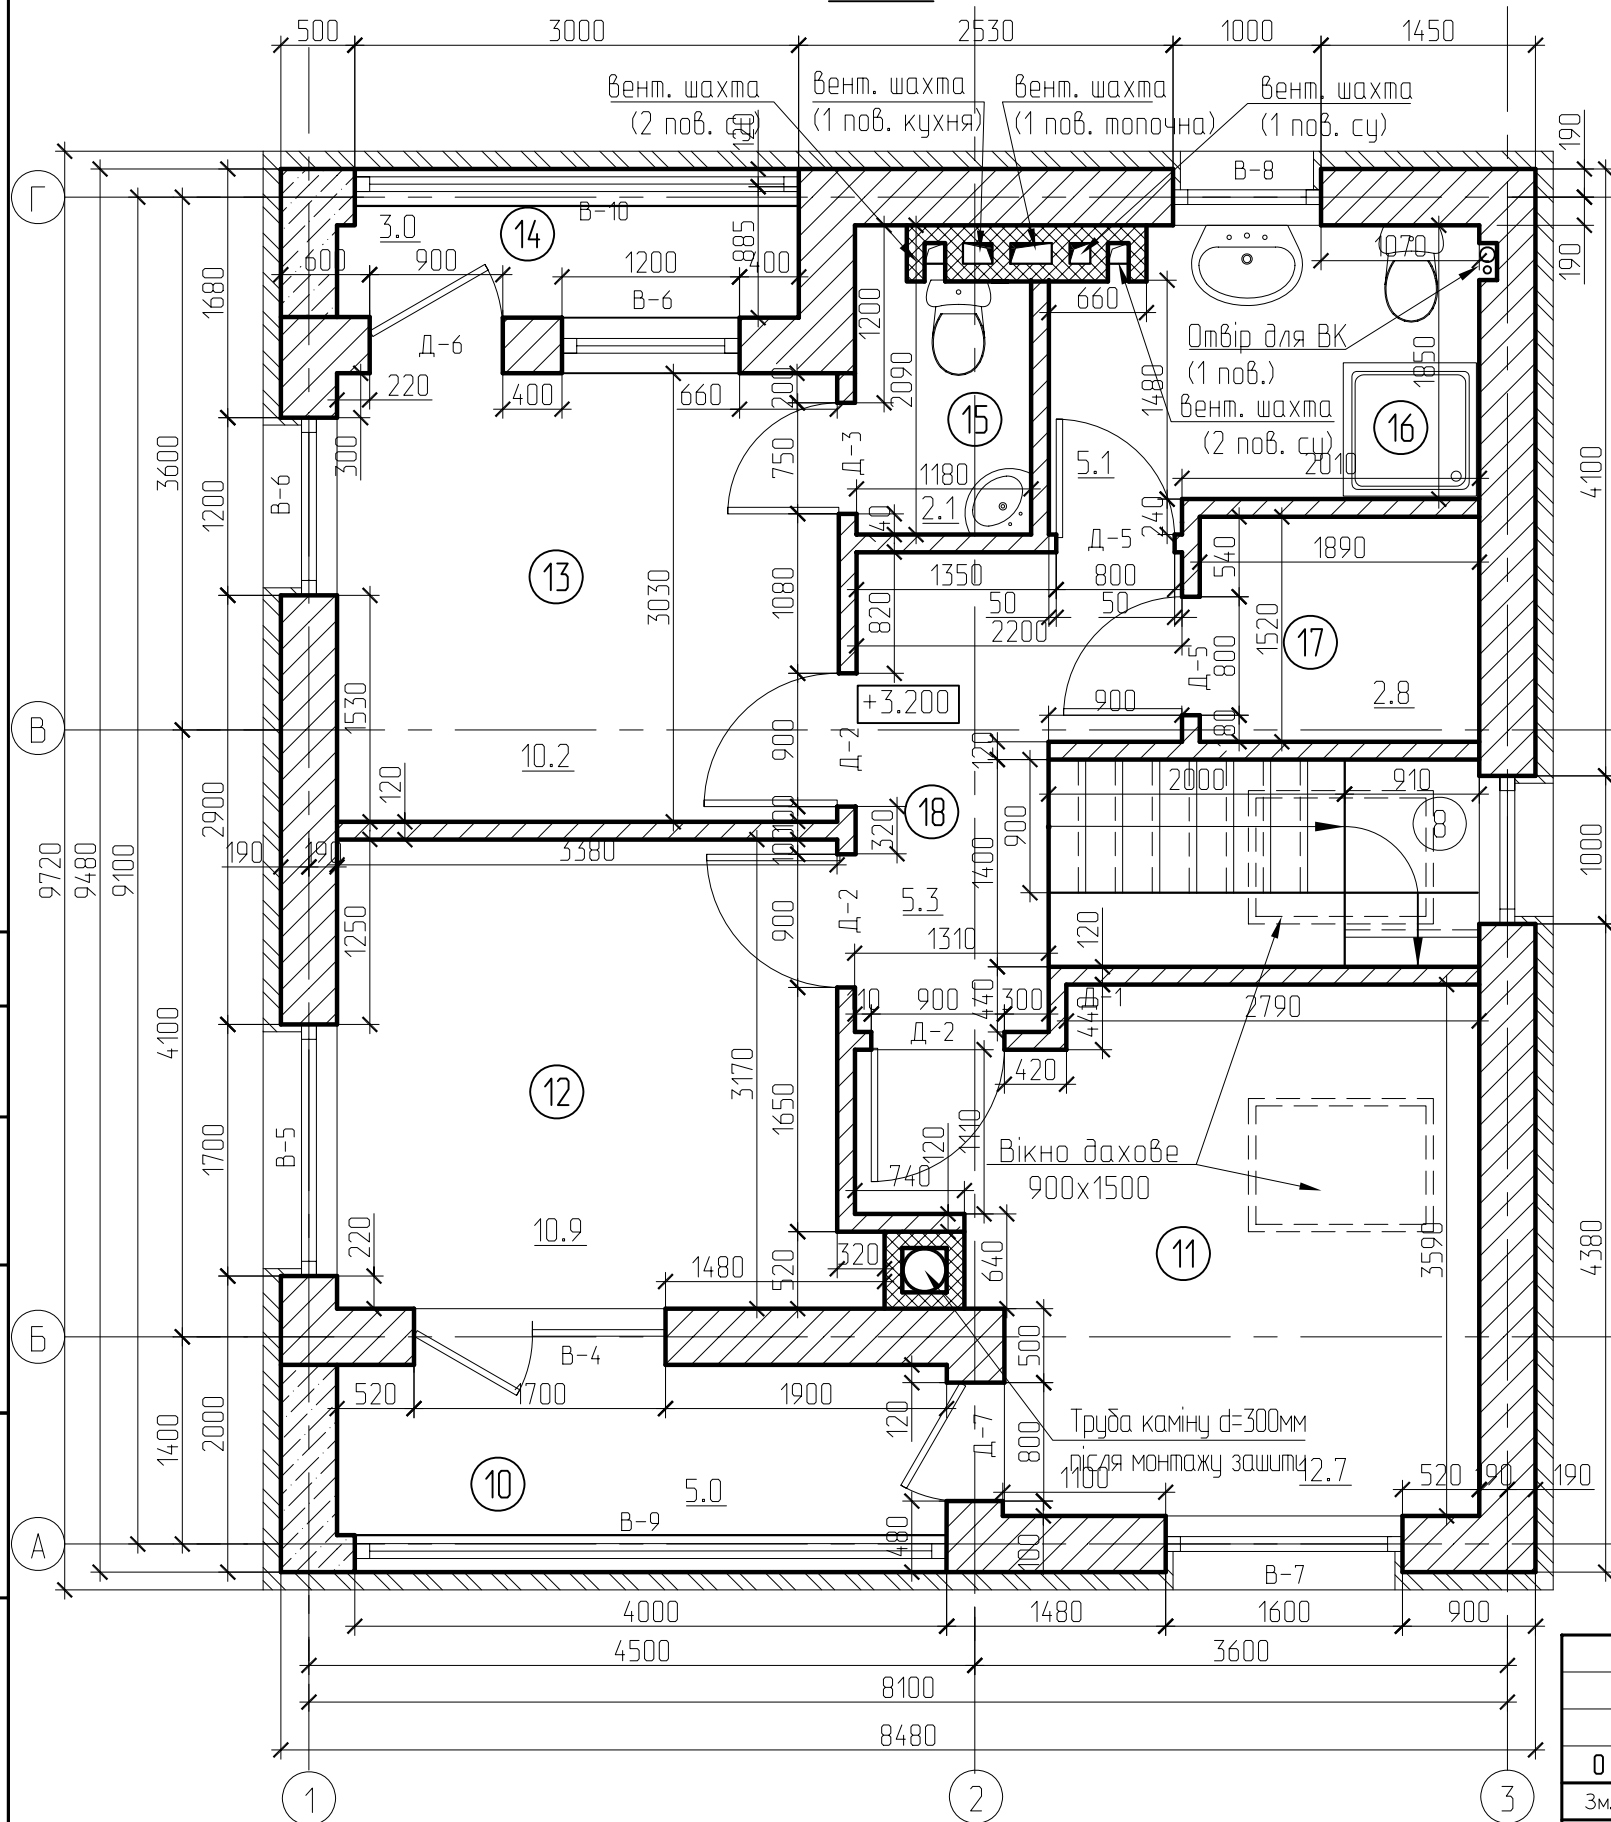 500 3000 2530 1000 1450
вент. шахта
(2 пов. су)
вент. шахта
(1 пов. кухня)
вент. шахта
(1 пов. топочна)
вент. шахта
(1 пов. су)
120
190
Г
В-8
3.0
14
В-10
885
190
600 900 1200 400
1070
1680
В-6
660
1200
Д-6
Отвір для ВК
(1 пов.)
1850
220 400 660
200
2090
1480
вент. шахта
(2 пов. су)
15
16
3600
300
750
Д-3
5.1
2010
4100
1200
В-6
1180
2.1
40
240
Д-5
540
1890
13
3030
1080
1350 800
820
50 50
2200
1520
17
800
Д-5
1530
+3.200
900
2.8
В
10.2
900
Д-2
120
180
120
2000 910
2900
100
18
320
900
8
9720
9480
9100
190 190
3380
100
1400
1000
1250
900
Д-2
5.3
1310
120
10 900 300
440
Д-1
440
2790
Д-2
4100
3170
420
12
1650
1110
120
Вікно дахове
900х1500
1700
В-5
740
10.9
220
320
1480
520
640
11
3590
4380
Б
В-4
500
520 1700 1900
120
Труба каміну d=300мм
після монтажу зашити
1400
2000
Д-7
800
1100
12.7
520 190 190
10
5.0
В-9
480
100
А
В-7
4000 1480 1600 900
4500 3600
8100
8480
0
Зм.
1 2 3